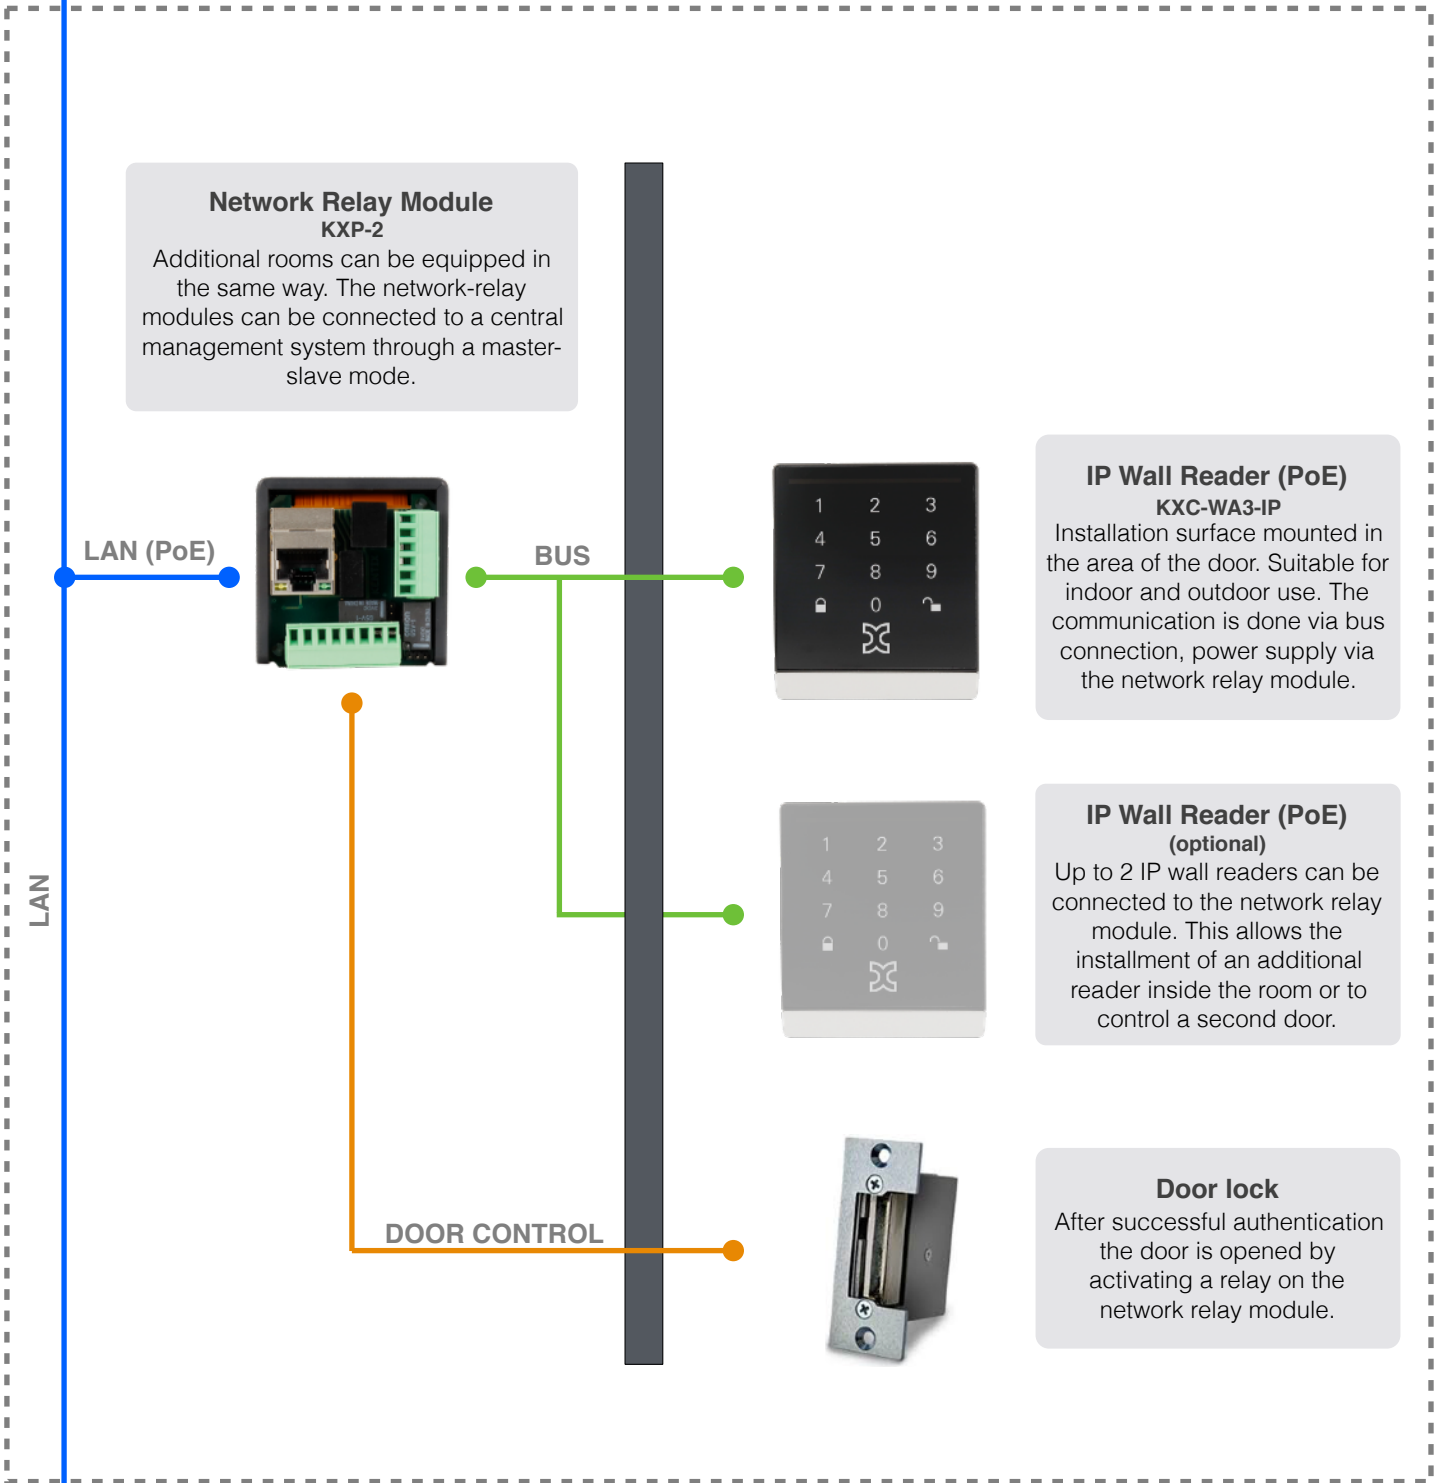 Network Relay Module
KXP-2
Additional rooms can be equipped in
the same way. The network-relay
modules can be connected to a central
management system through a master-
slave mode.
LAN (PoE)
BUS
1 2 3
4 5 6
7 8 9
0
IP Wall Reader (PoE)
KXC-WA3-IP
Installation surface mounted in
the area of the door. Suitable for
indoor and outdoor use. The
communication is done via bus
connection, power supply via
the network relay module.
1 2 3
4 5 6
7 8 9
0
IP Wall Reader (PoE)
(optional)
Up to 2 IP wall readers can be
connected to the network relay
module. This allows the
installment of an additional
reader inside the room or to
control a second door.
LAN
DOOR CONTROL
Door lock
After successful authentication
the door is opened by
activating a relay on the
network relay module.